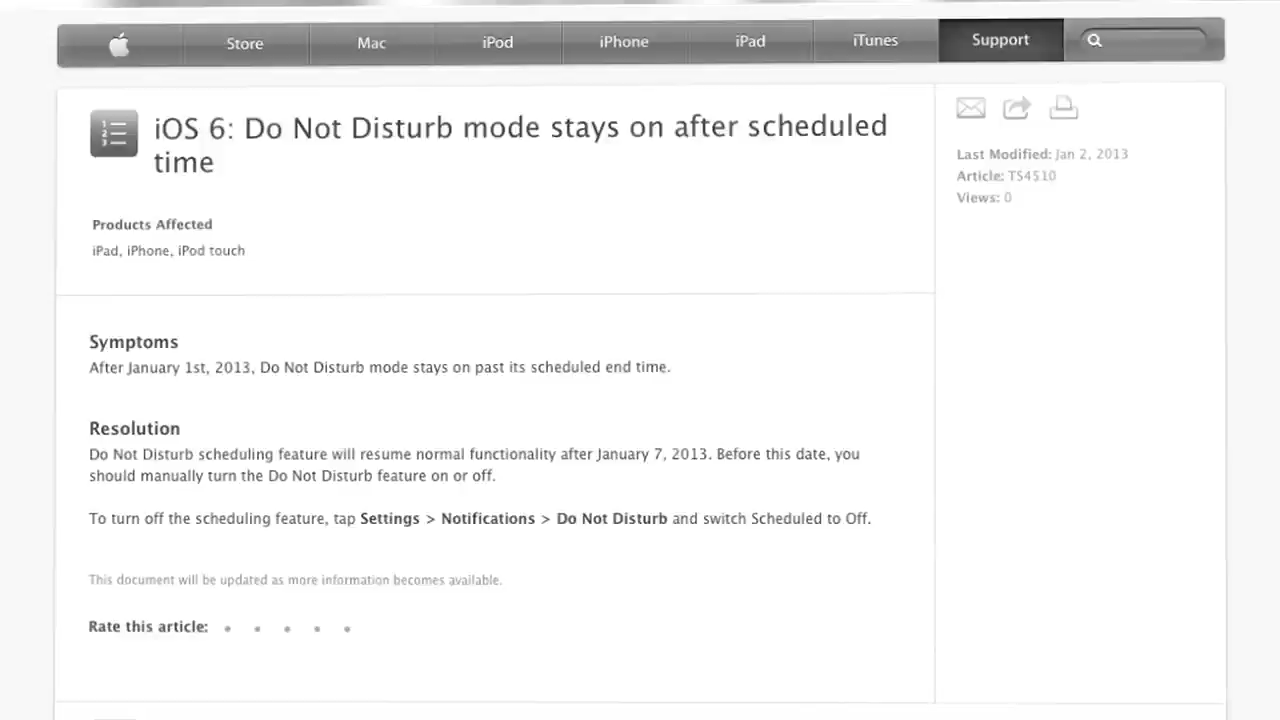 Store Mac iPod iPhone iPad iTunes Support
iOS 6: Do Not Disturb mode stays on after scheduled
time
Products Affected
iPad, iPhone, iPod touch
Last Modified: Jan 2, 2013
Article: TS4510
Views: 0
Symptoms
After January 1st, 2013, Do Not Disturb mode stays on past its scheduled end time.
Resolution
Do Not Disturb scheduling feature will resume normal functionality after January 7, 2013. Before this date, you
should manually turn the Do Not Disturb feature on or off.
To turn off the scheduling feature, tap Settings > Notifications > Do Not Disturb and switch Scheduled to Off.
This document will be updated as more information becomes available.
Rate this article: